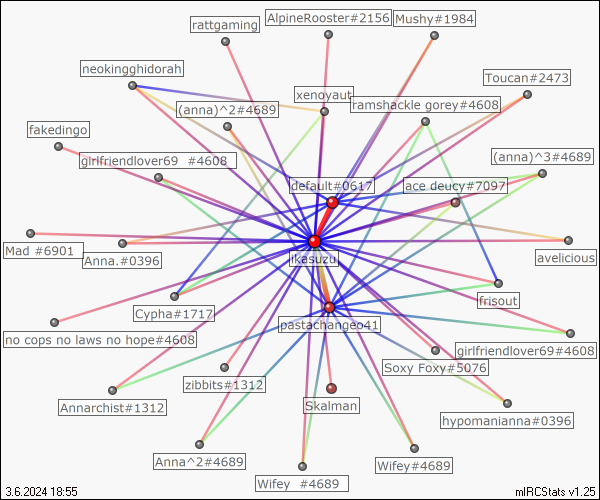 AlpineRooster#2156
Mushy#1984
rattgaming
neokingghidorah
Toucan#2473
xenoyaut
ramshackle gorey#4608
(anna)^2#4689
fakedingo
girlfriendlover69 #4608
(anna)^3#4689
default#0617
ace.deucy#7097
Mad #6901
Anna.#0396
ikasuzu
avelicious
frisout
Cypha#1717
pastachangeo41
no cops no laws no hope#4608
girlfriendlover69#4608
Soxy Foxy#5076
zibbits#1312
Annarchist#1312
Skalman
hypomanianna#0396
Anna^2#4689
Wifey#4689
Wifey #4689
3.6.2024 18:55
mIRCStats v1.25